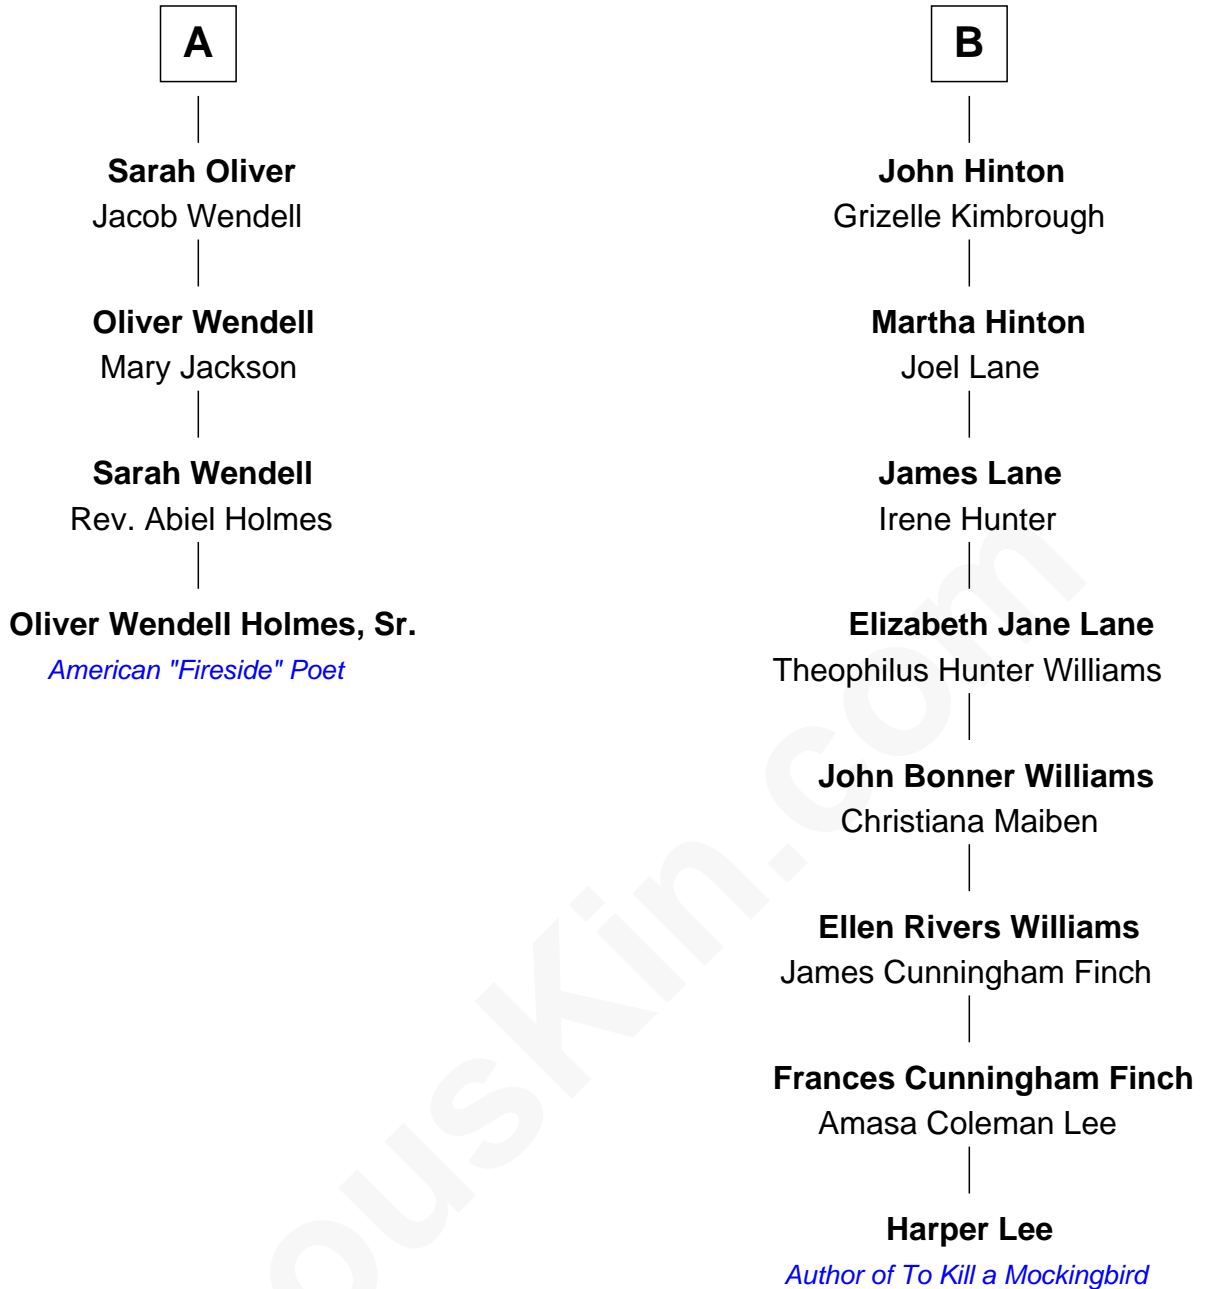 A
Sarah Oliver
Jacob Wendell
Oliver Wendell
Mary Jackson
Sarah Wendell
Rev. Abiel Holmes
Oliver Wendell Holmes, Sr.
American "Fireside" Poet
B
John Hinton
Grizelle Kimbrough
Martha Hinton
Joel Lane
James Lane
Irene Hunter
Elizabeth Jane Lane
Theophilus Hunter Williams
John Bonner Williams
Christiana Maiben
Ellen Rivers Williams
James Cunningham Finch
Frances Cunningham Finch
Amasa Coleman Lee
Harper Lee
Author of To Kill a Mockingbird
ousKin.com